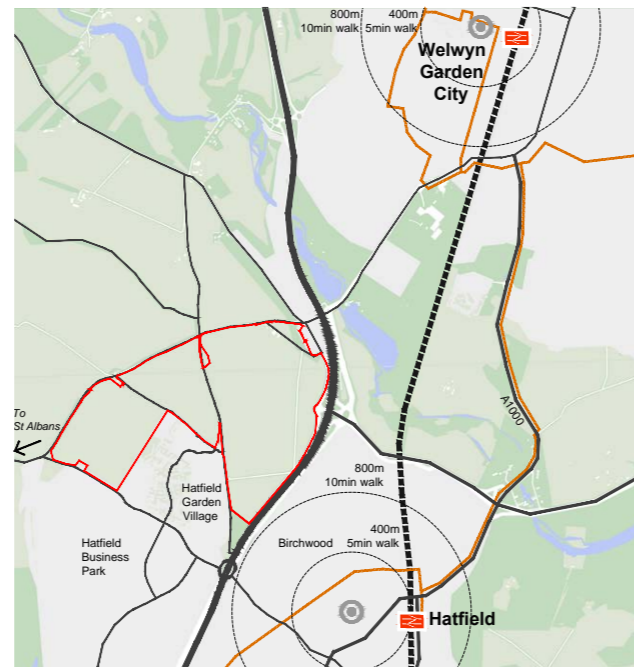 800m
10min walk
400m
5min walk
Welwyn
Garden
City
A1000
To
St Albans
800m
10min walk
Hatfield
Garden
Village
400m
5min walk
Birchwood
Hatfield
Business
Park
Hatfield